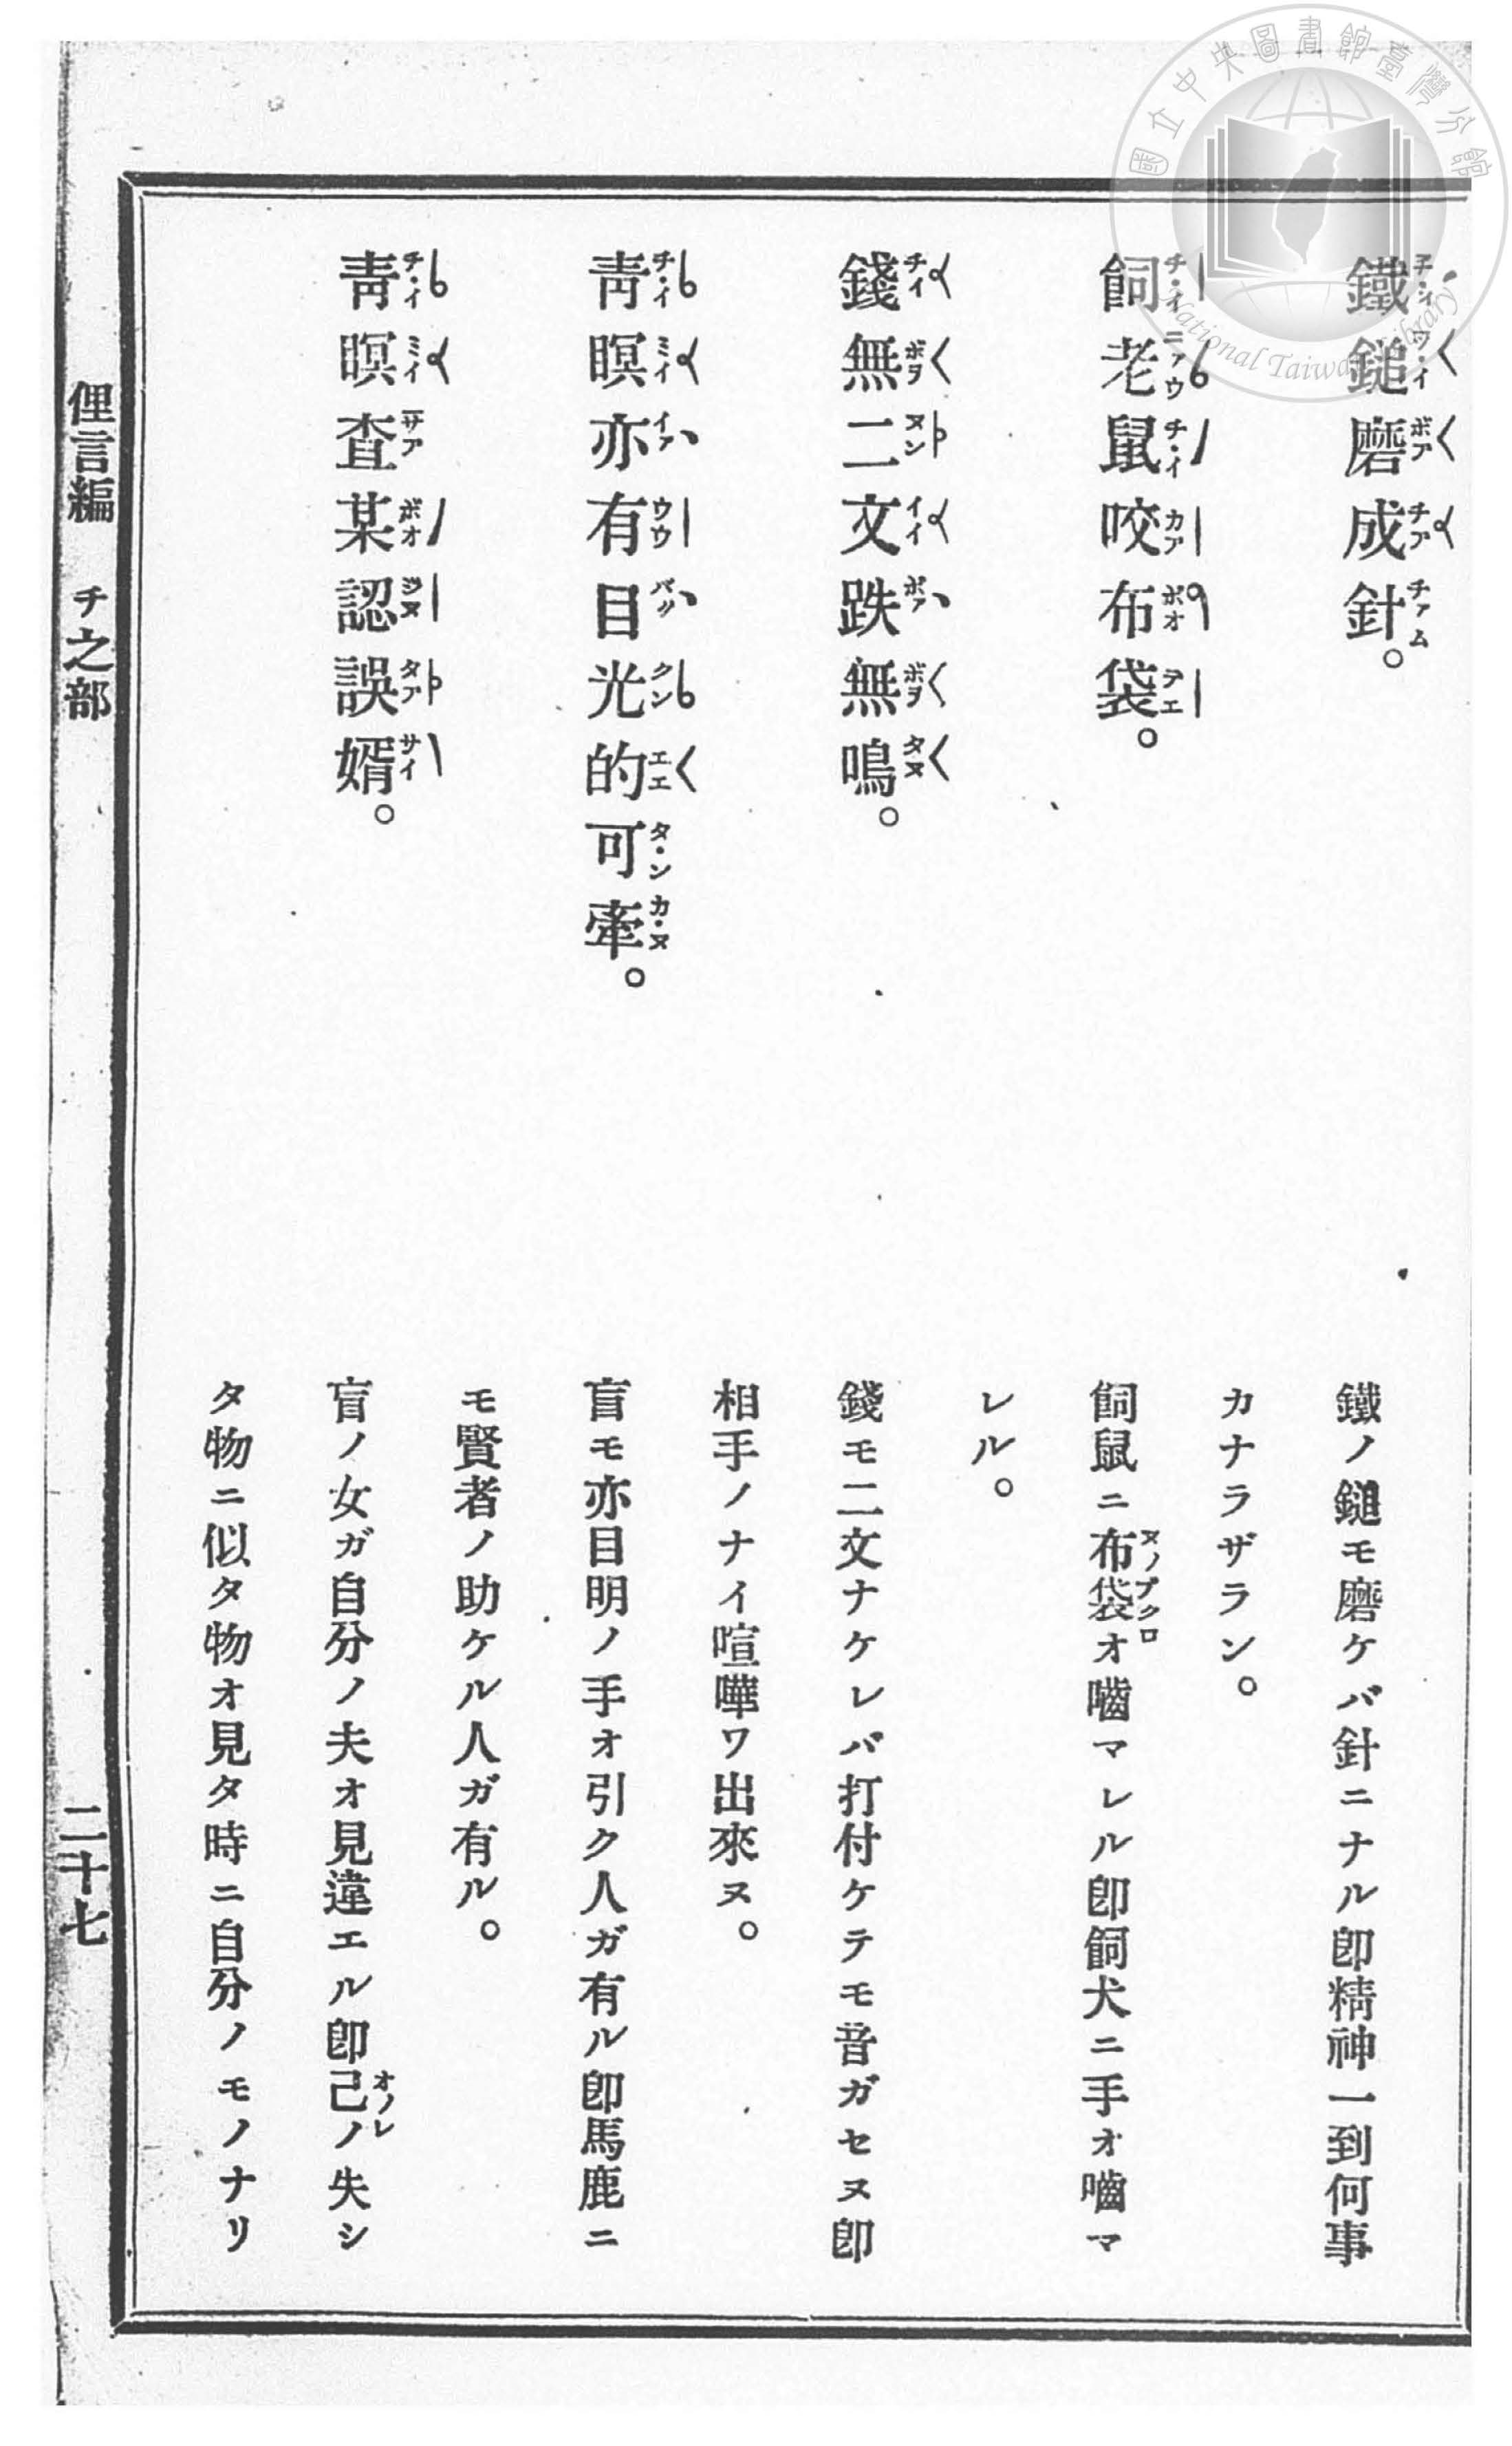 鐵鎚磨成針。
鐵ノ鎚モ磨ケバ針ニナル卽精神一到何事
カナラザラン。
飼老鼠咬布袋。
飼鼠ニ布袋オ嚙マレル卽飼犬ニ手オ嚙マ
ヌノブクロ
レル。
錢無二文跌無鳴。
錢モ二文ナケレバ打付ケテモ音ガセヌ卽
相手ノナイ喧嘩ワ出來ヌ。
靑瞑亦有目光的可牽。
盲モ亦目明ノ手オ引ク人ガ有ル卽馬鹿ニ
モ賢者ノ助ケル人ガ有ル。
靑瞑查某認誤婿。
盲ノ女ガ自分ノ夫オ見違エル卽己ノ失シ
オノレ
タ物ニ似タ物オ見タ時ニ自分ノモノナリ
俚言編 チ之部 二十七
國立中央圖書館臺灣分館
National Taiwan Library